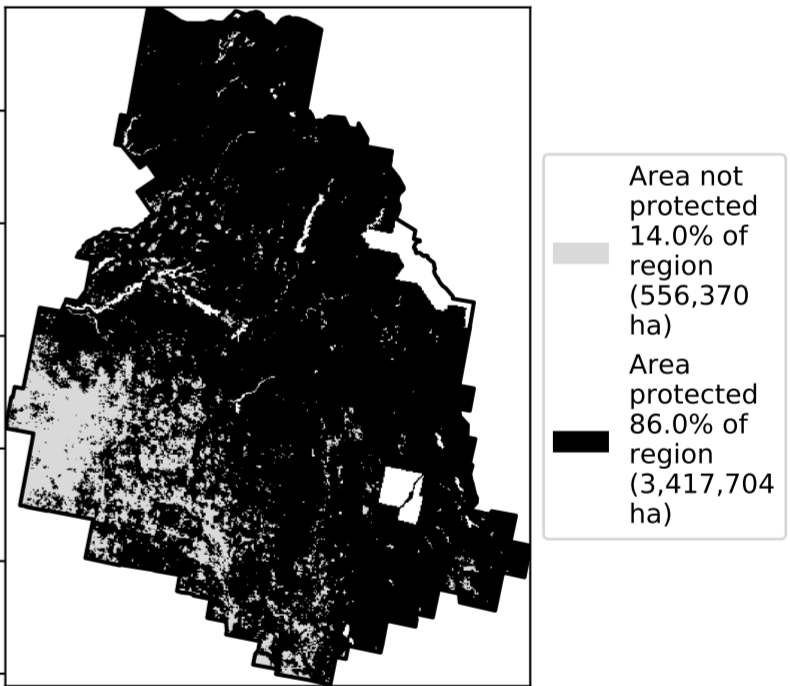 Area not
protected
14.0% of
region
(556,370
ha)
Area
protected
86.0% of
region
(3,417,704
ha)